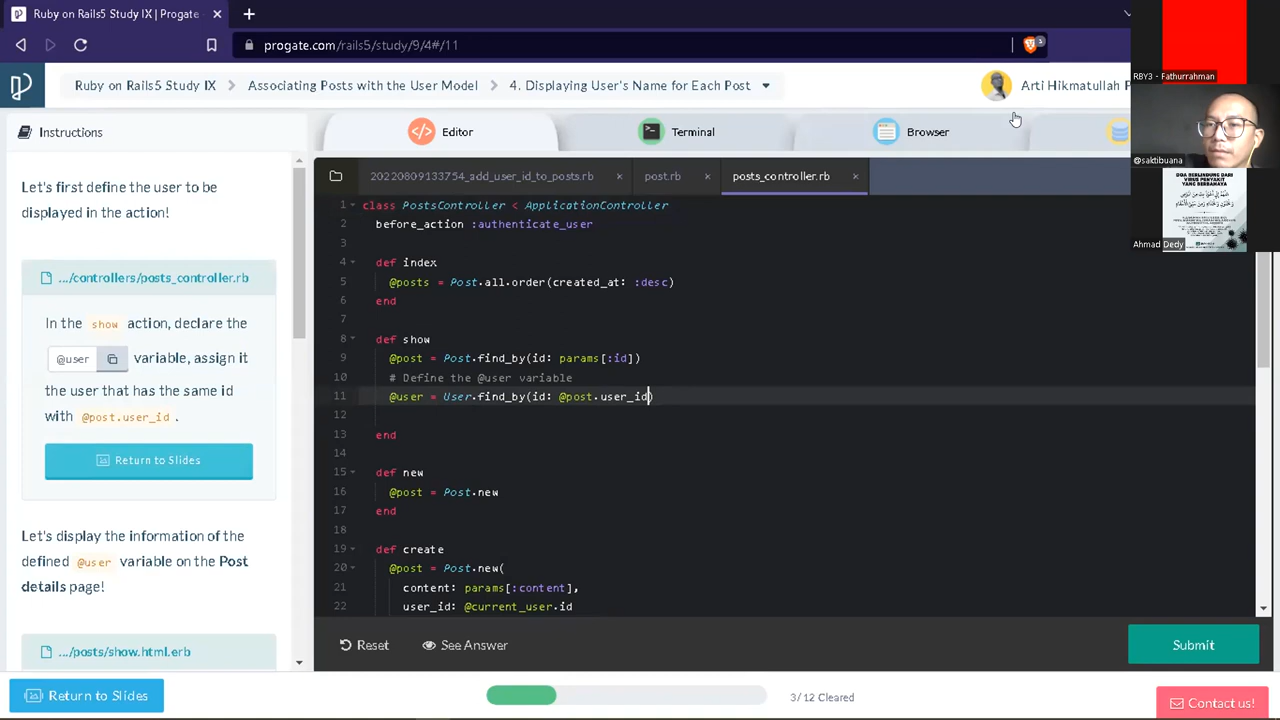 Ruby on Rails5 Study IX | Progate
progate.com/rails5/study/9/4#/11
3
Ruby on Rails5 Study IX
Associating Posts with the User Model
4. Displaying User's Name for Each Post
Arti Hikmatullah P
RBY3 - Fathurrahman
@saktibuana
DOA BERLINDUNG DARI
VIRUS PENYAKIT
YANG BERBAHAYA
Ahmad Dedy
Instructions
Editor
Terminal
Browser
Let's first define the user to be
displayed in the action!
.../controllers/posts_controller.rb
In the show action, declare the
@user variable, assign it
the user that has the same id
with @post.user_id .
Return to Slides
Let's display the information of the
defined @user variable on the Post
details page!
.../posts/show.html.erb
20220809133754_add_user_id_to_posts.rb
post.rb
posts_controller.rb
1 class PostsController < ApplicationController
2 before_action :authenticate_user
3
4 def index
5 @posts = Post.all.order(created_at: :desc)
6 end
7
8 def show
9 @post = Post.find_by(id: params[:id])
10 # Define the @user variable
11 @user = User.find_by(id: @post.user_id)
12
13 end
14
15 def new
16 @post = Post.new
17 end
18
19 def create
20 @post = Post.new(
21 content: params[:content],
22 user_id: @current_user.id
Reset
See Answer
Submit
Return to Slides
3/12 Cleared
Contact us!